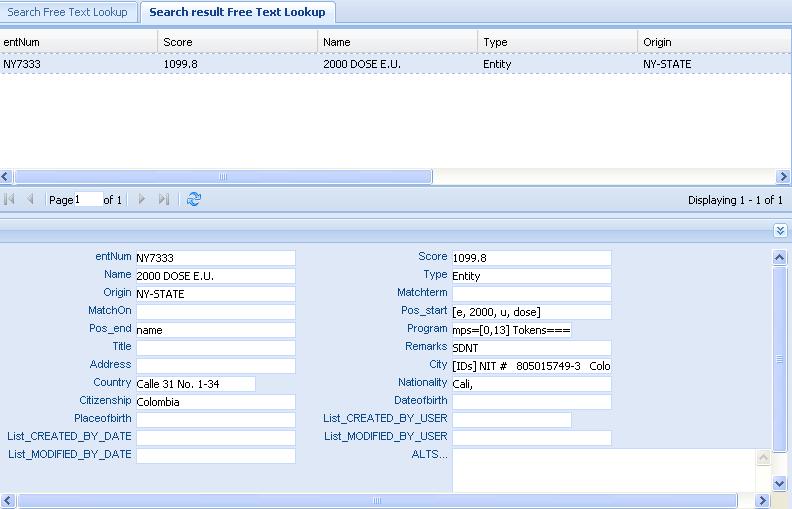 Search Free Text Lookup Search result Free Text Lookup
entNum Score Name Type Origin
NY7333 1099.8 2000 DOSE E.U. Entity NY-STATE
Page 1 of 1 Displaying 1 - 1 of 1
entNum NY7333 Score 1099.8
Name 2000 DOSE E.U. Type Entity
Origin NY-STATE Matchterm
MatchOn Pos_start [e, 2000, u, dose]
Pos_end name Program mps=[0,13] Tokens===
Title Remarks SDNT
Address City [IDs] NIT # 805015749-3 Colo
Country Calle 31 No. 1-34 Nationality Cali,
Citizenship Colombia Dateofbirth
Placeofbirth List_CREATED_BY_USER
List_CREATED_BY_DATE List_MODIFIED_BY_USER
List_MODIFIED_BY_DATE ALTS...